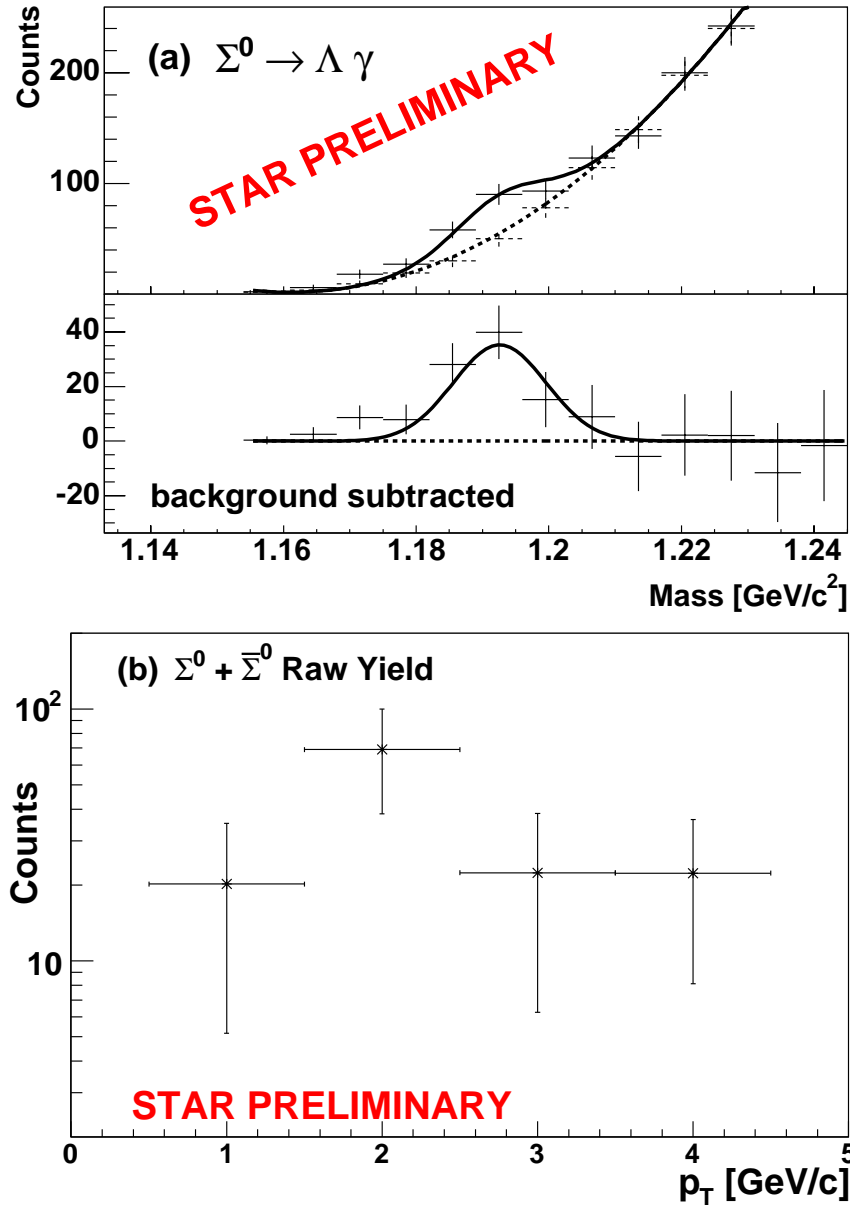 Counts
(a) Σ⁰ → Λ γ
STAR PRELIMINARY
200
100
40
20
0
-20
background subtracted
1.14 1.16 1.18 1.2 1.22 1.24
Mass [GeV/c²]
(b) Σ⁰ + Σ̅⁰ Raw Yield
10²
Counts
10
STAR PRELIMINARY
0 1 2 3 4 5
p_T [GeV/c]